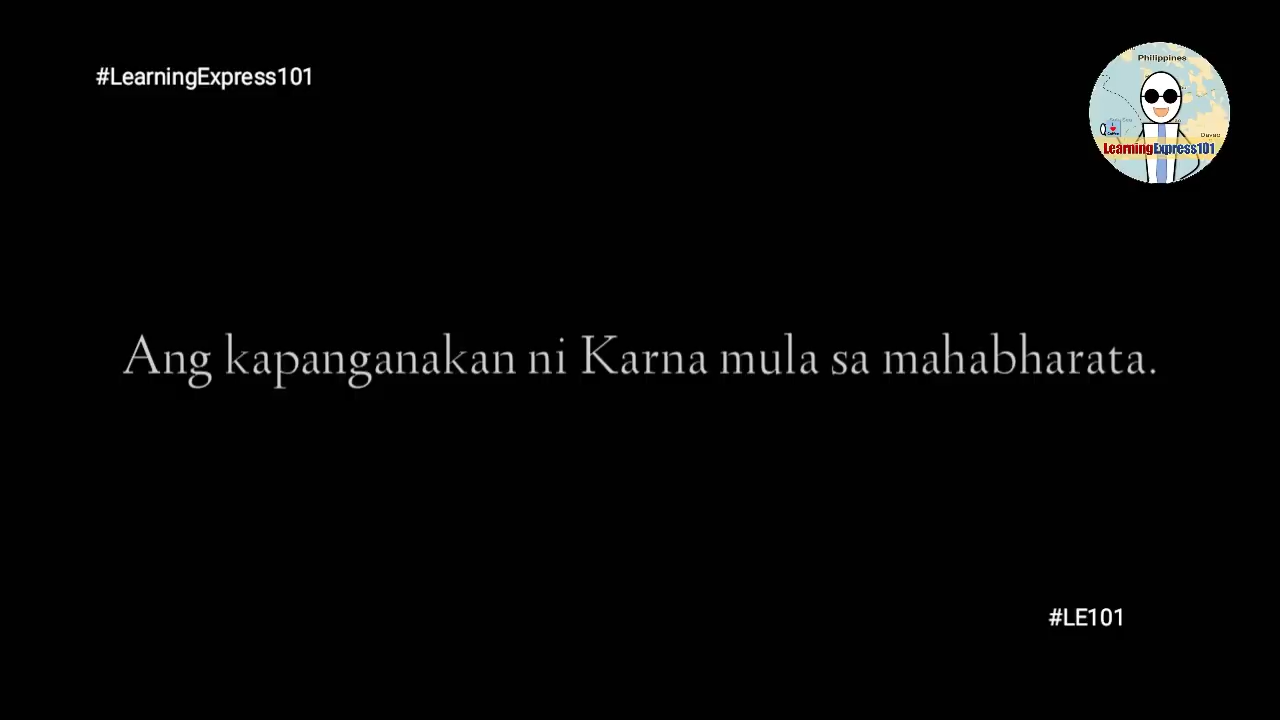 #LearningExpress101
Philippines
LearningExpress101
Ang kapanganakan ni Karna mula sa mahabharata.
#LE101